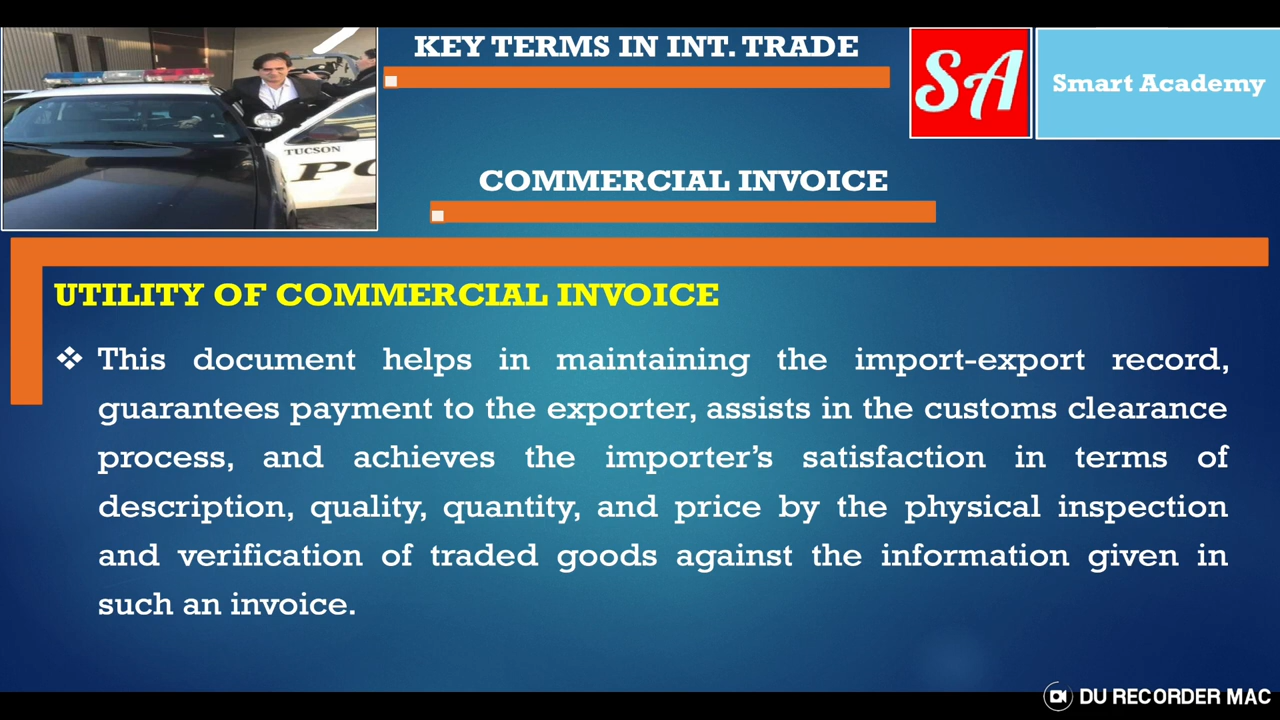 KEY TERMS IN INT. TRADE
SA
Smart Academy
TUCSON
PO
COMMERCIAL INVOICE
UTILITY OF COMMERCIAL INVOICE
❖ This document helps in maintaining the import-export record,
guarantees payment to the exporter, assists in the customs clearance
process, and achieves the importer’s satisfaction in terms of
description, quality, quantity, and price by the physical inspection
and verification of traded goods against the information given in
such an invoice.
DU RECORDER MAC